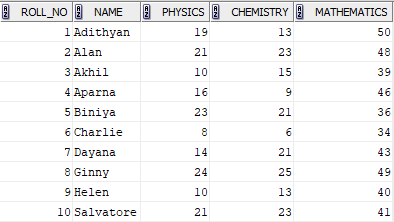 ROLL_NO NAME PHYSICS CHEMISTRY MATHEMATICS
1 Adithyan 19 13 50
2 Alan 21 23 48
3 Akhil 10 15 39
4 Aparna 16 9 46
5 Biniya 23 21 36
6 Charlie 8 6 34
7 Dayana 14 21 43
8 Ginny 24 25 49
9 Helen 10 13 40
10 Salvatore 21 23 41